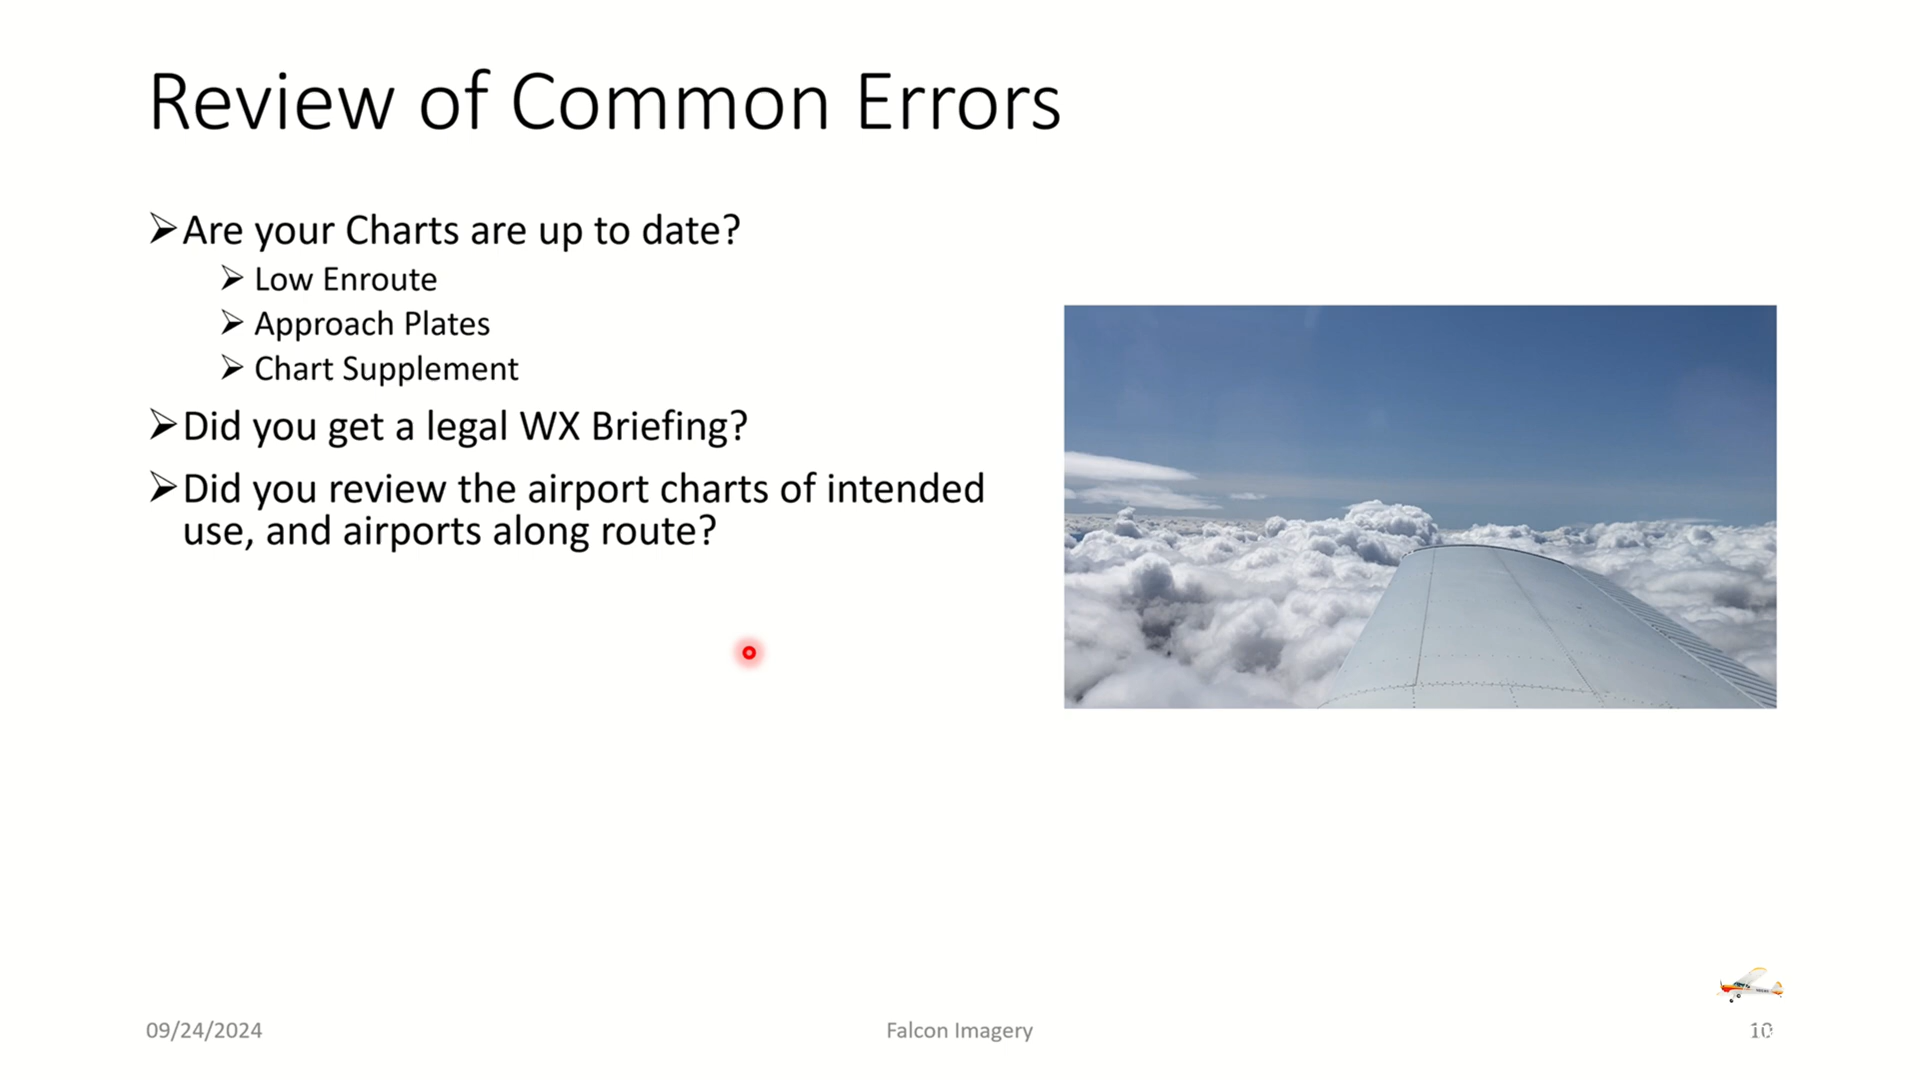 Review of Common Errors
Are your Charts are up to date?
Low Enroute
Approach Plates
Chart Supplement
Did you get a legal WX Briefing?
Did you review the airport charts of intended
use, and airports along route?
09/24/2024
Falcon Imagery
10